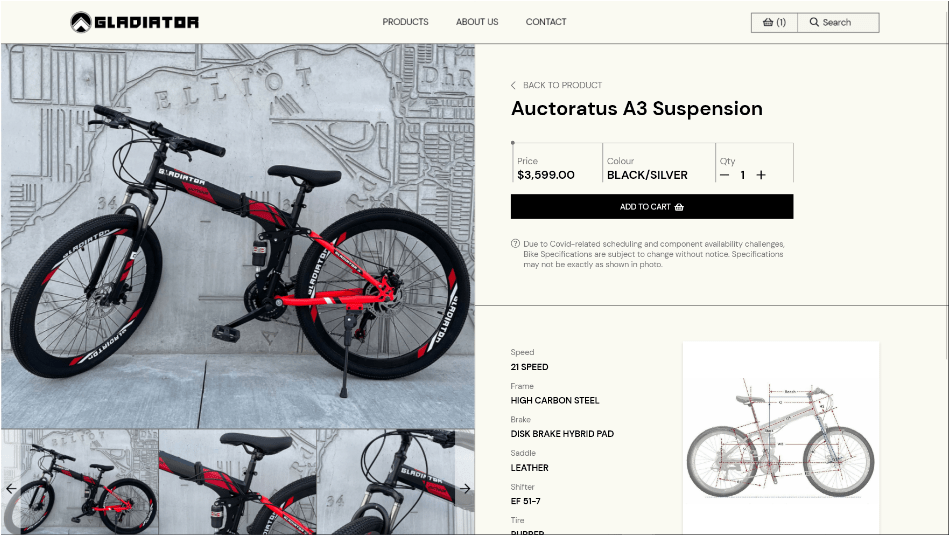 GLADIATOR
PRODUCTS
ABOUT US
CONTACT
(1)
Search
ELLIOT
DhR
34
GLADIATOR
GLADIATOR
GLADIATOR
GLADIATOR
GLADIATOR
BACK TO PRODUCT
Auctoratus A3 Suspension
Price
$3,599.00
Colour
BLACK/SILVER
Qty
— 1 +
ADD TO CART
? Due to Covid-related scheduling and component availability challenges,
Bike Specifications are subject to change without notice. Specifications
may not be exactly as shown in photo.
Speed
21 SPEED
Frame
HIGH CARBON STEEL
Brake
DISK BRAKE HYBRID PAD
Saddle
LEATHER
Shifter
EF 51-7
Tire
RUBBER
ELLIOT
GLADIATOR
34